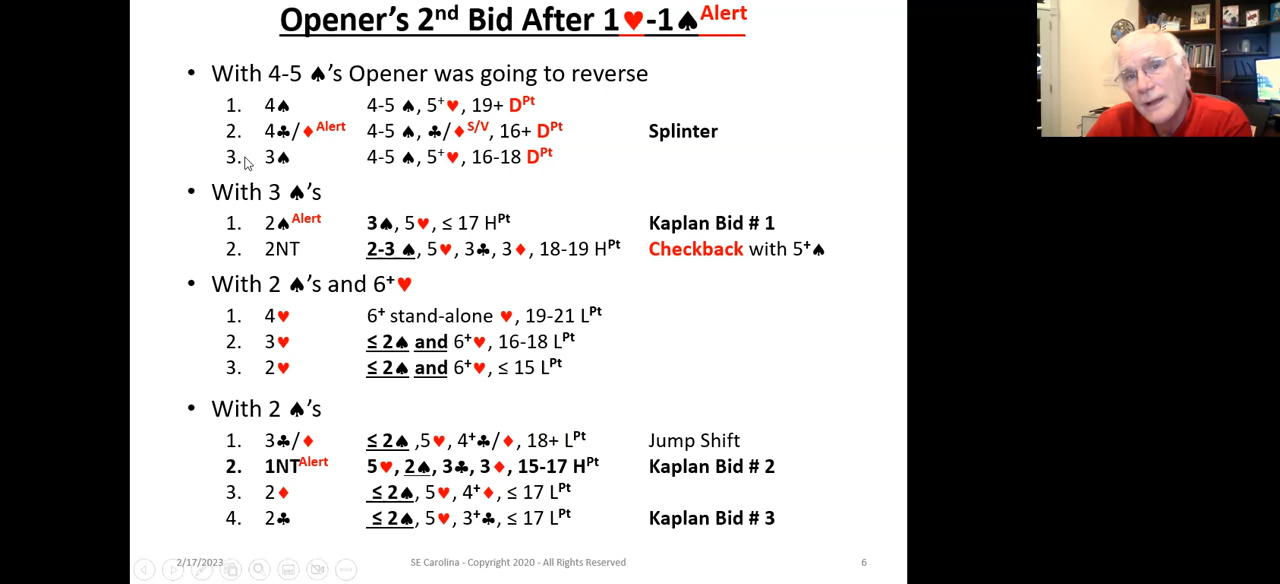 Opener's 2nd Bid After 1♥-1♠Alert
• With 4-5 ♠'s Opener was going to reverse
1. 4♠ 4-5 ♠, 5+♥, 19+ DPt
2. 4♣/♦Alert 4-5 ♠, ♣/♦S/V, 16+ DPt Splinter
3. 3♠ 4-5 ♠, 5+♥, 16-18 DPt
• With 3 ♠'s
1. 2♠Alert 3♠, 5♥, ≤ 17 HPt Kaplan Bid # 1
2. 2NT 2-3 ♠, 5♥, 3♣, 3♦, 18-19 HPt Checkback with 5+♠
• With 2 ♠'s and 6+♥
1. 4♥ 6+ stand-alone ♥, 19-21 LPt
2. 3♥ ≤ 2♠ and 6+♥, 16-18 LPt
3. 2♥ ≤ 2♠ and 6+♥, ≤ 15 LPt
• With 2 ♠'s
1. 3♣/♦ ≤ 2♠ ,5♥, 4+♣/♦, 18+ LPt Jump Shift
2. 1NTAlert 5♥, 2♠, 3♣, 3♦, 15-17 HPt Kaplan Bid # 2
3. 2♦ ≤ 2♠, 5♥, 4+♦, ≤ 17 LPt
4. 2♣ ≤ 2♠, 5♥, 3+♣, ≤ 17 LPt Kaplan Bid # 3
2/17/2023 SE Carolina - Copyright 2020 - All Rights Reserved 6